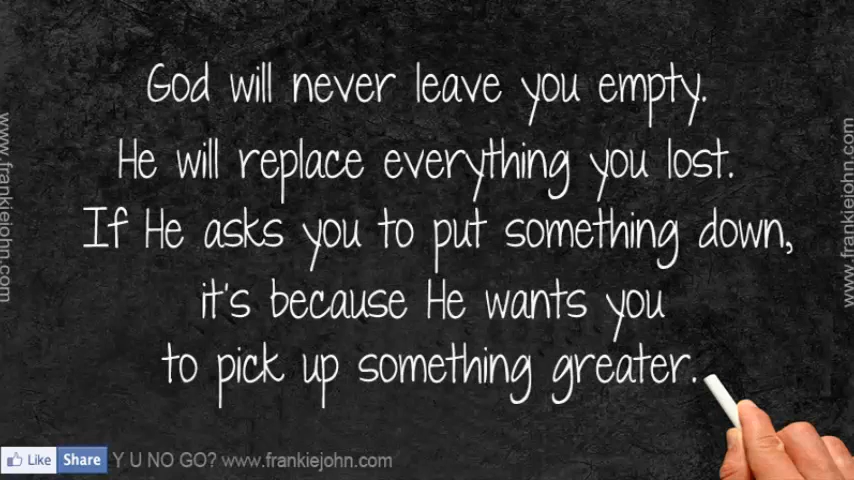 God will never leave you empty.
He will replace everything you lost.
If He asks you to put something down,
it's because He wants you
to pick up something greater.
www.frankiejohn.com
www.frankiejohn.com
Like Share Y U NO GO? www.frankiejohn.com